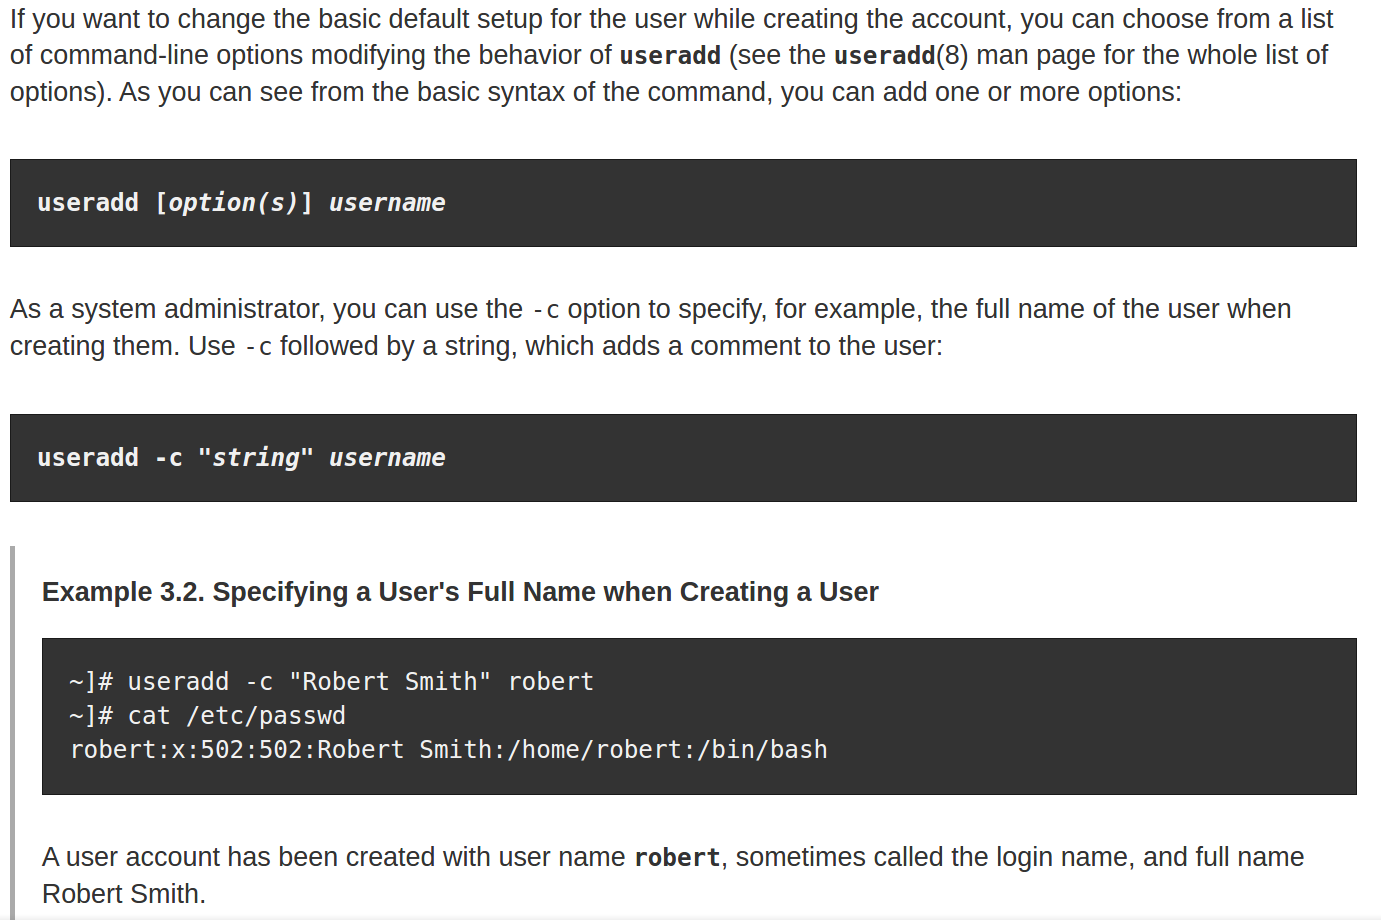 If you want to change the basic default setup for the user while creating the account, you can choose from a list
of command-line options modifying the behavior of useradd (see the useradd(8) man page for the whole list of
options). As you can see from the basic syntax of the command, you can add one or more options:
useradd [option(s)] username
As a system administrator, you can use the -c option to specify, for example, the full name of the user when
creating them. Use -c followed by a string, which adds a comment to the user:
useradd -c "string" username
Example 3.2. Specifying a User's Full Name when Creating a User
~]# useradd -c "Robert Smith" robert
~]# cat /etc/passwd
robert:x:502:502:Robert Smith:/home/robert:/bin/bash
A user account has been created with user name robert, sometimes called the login name, and full name
Robert Smith.